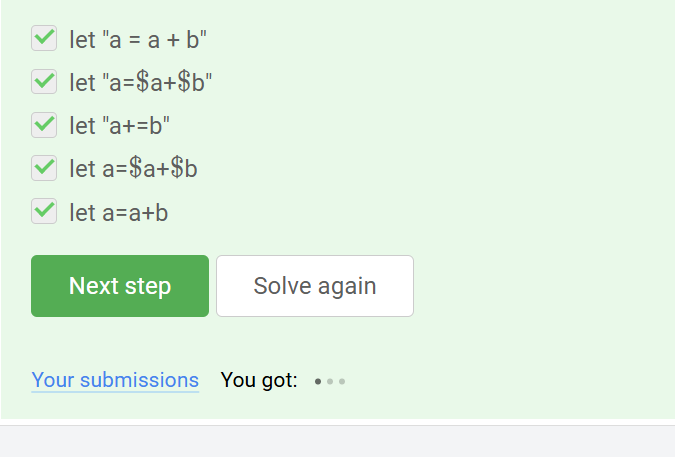 let "a = a + b"
let "a=$a+$b"
let "a+=b"
let a=$a+$b
let a=a+b
Next step Solve again
Your submissions You got: